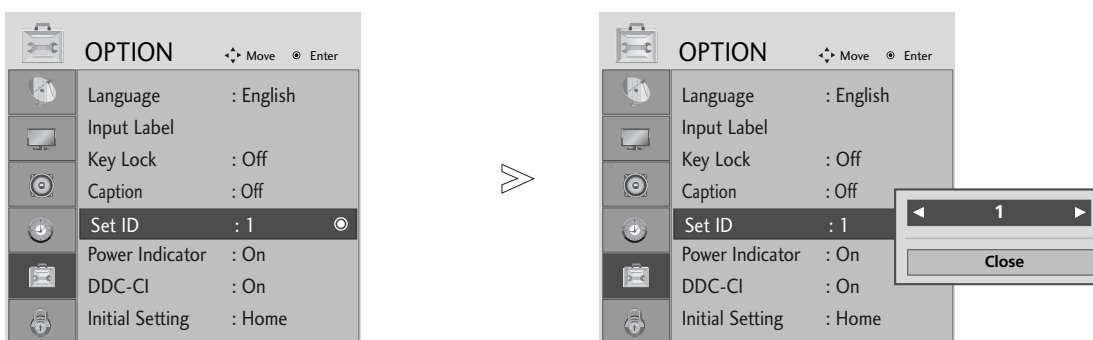 OPTION Move Enter
Language : English
Input Label
Key Lock : Off
Caption : Off
Set ID : 1
Power Indicator : On
DDC-CI : On
Initial Setting : Home
OPTION Move Enter
Language : English
Input Label
Key Lock : Off
Caption : Off
Set ID : 1
Power Indicator : On
DDC-CI : On
Initial Setting : Home
1
Close